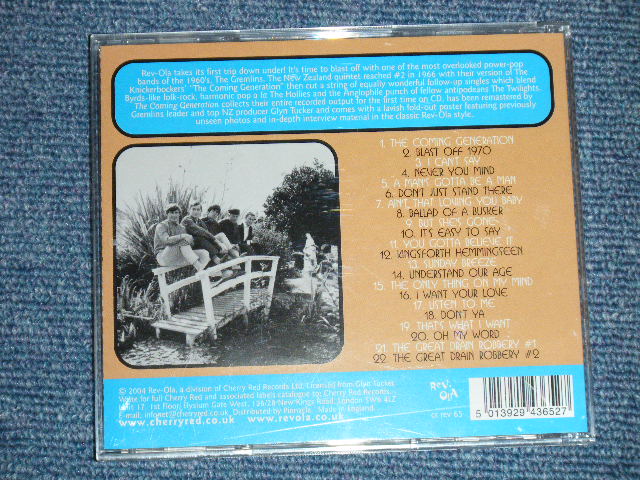 Rev-Ola takes its first trip down under! It's time to blast off with one of the most overlooked power-pop
bands of the 1960's, The Gremlins. The New Zealand quintet reached #2 in 1966 with their version of The
Knickerbockers' "The Coming Generation" then cut a string of equally wonderful follow-up singles which blend
Byrds-like folk-rock, harmonic pop a la The Hollies and the Anglophile punch of fellow antipodeans The Twilights.
The Coming Generation collects their entire recorded output for the first time on CD, has been remastered by
Gremlins leader and top NZ producer Glyn Tucker and comes with a lavish fold-out poster featuring previously
unseen photos and in-depth interview material in the classic Rev-Ola style.
1. THE COMING GENERATION
2. BLAST OFF 1970
3. I CAN'T SAY
4. NEVER YOU MIND
5. A MAN'S GOTTA BE A MAN
6. DON'T JUST STAND THERE
7. AIN'T THAT LOVING YOU BABY
8. BALLAD OF A BUSKER
9. BUT SHE'S GONE
10. IT'S EASY TO SAY
11. YOU GOTTA BELIEVE IT
12. KINGSFORTH HEMMINGSEEN
13. SUNDAY BREEZE
14. UNDERSTAND OUR AGE
15. THE ONLY THING ON MY MIND
16. I WANT YOUR LOVE
17. LISTEN TO ME
18. DON'T YA
19. THAT'S WHAT I WANT
20. OH MY WORD
21. THE GREAT DRAIN ROBBERY #1
22. THE GREAT DRAIN ROBBERY #2
© 2004 Rev-Ola, a division of Cherry Red Records Ltd. Licensed from Glyn Tucker
Write for full Cherry Red and associated labels catalogue to: Cherry Red Records,
Unit 17, 1st Floor, Elysium Gate West, 126/28 New Kings Road, London SW6 4LZ
E-mail: infonet@cherryred.co.uk Distributed by Pinnacle. Made in England.
www.cherryred.co.uk www.revola.co.uk
REV-OLA
cr rev 65
5 013929 436527